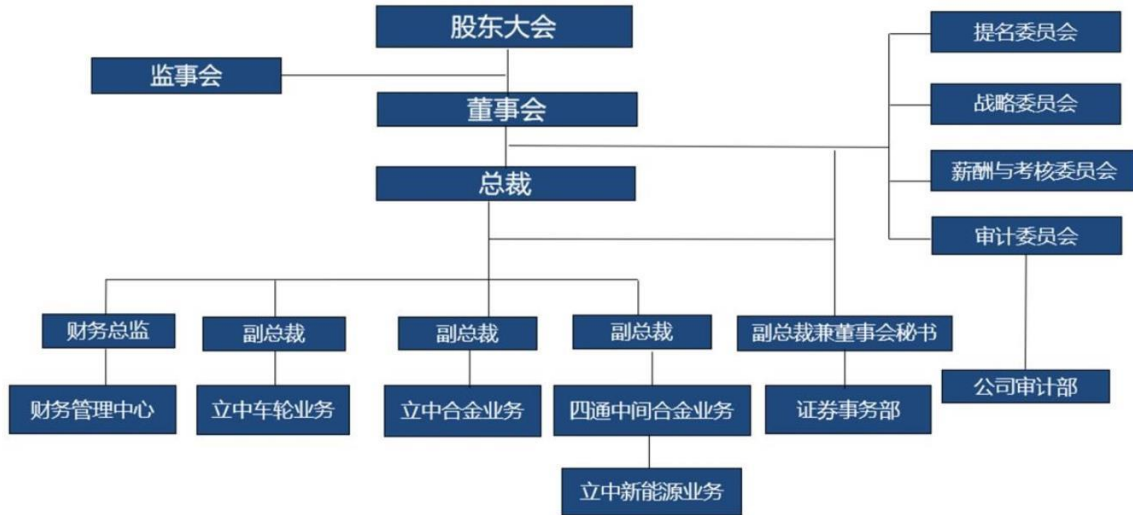 股东大会
提名委员会
监事会
战略委员会
董事会
薪酬与考核委员会
总裁
审计委员会
财务总监
副总裁
副总裁
副总裁
副总裁兼董事会秘书
财务管理中心
立中车轮业务
立中合金业务
四通中间合金业务
证券事务部
公司审计部
立中新能源业务